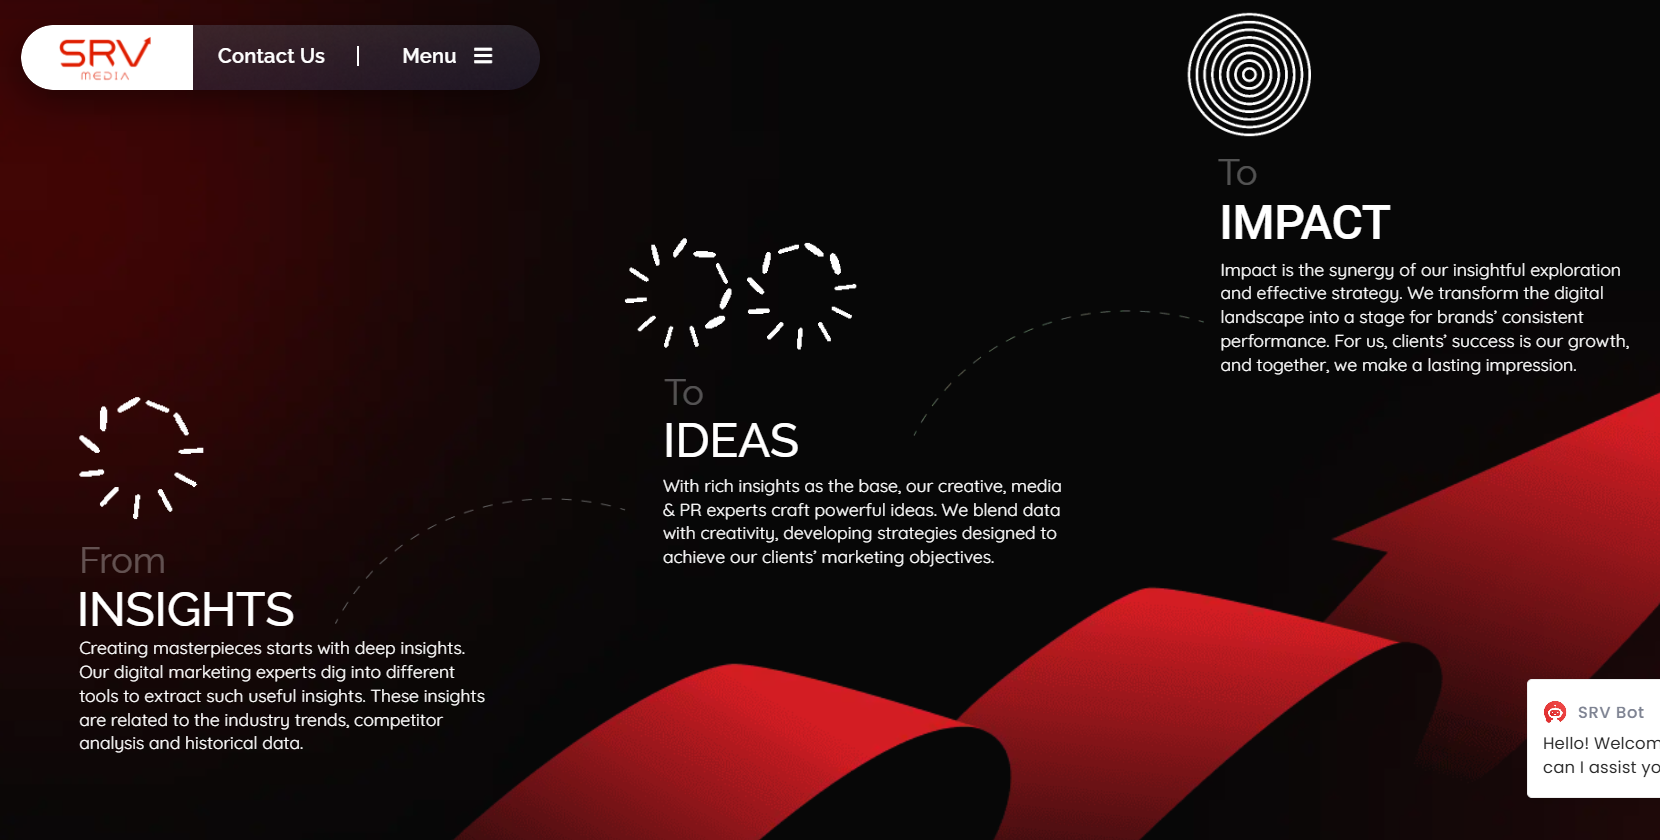 SRV
MEDIA
Contact Us
Menu
To
IMPACT
Impact is the synergy of our insightful exploration
and effective strategy. We transform the digital
landscape into a stage for brands’ consistent
performance. For us, clients’ success is our growth,
and together, we make a lasting impression.
To
IDEAS
With rich insights as the base, our creative, media
& PR experts craft powerful ideas. We blend data
with creativity, developing strategies designed to
achieve our clients’ marketing objectives.
From
INSIGHTS
Creating masterpieces starts with deep insights.
Our digital marketing experts dig into different
tools to extract such useful insights. These insights
are related to the industry trends, competitor
analysis and historical data.
SRV Bot
Hello! Welcom
can I assist yo